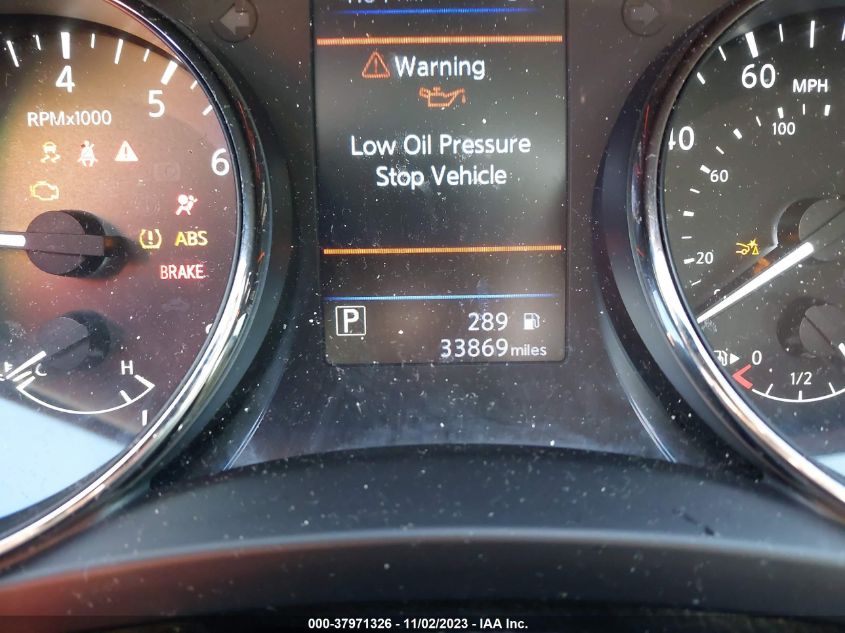 4
5
6
RPMx1000
ABS
BRAKE
C
H
Warning
Low Oil Pressure
Stop Vehicle
P
289
33869 miles
60
MPH
100
40
60
20
0
1/2
000-37971326 - 11/02/2023 - IAA Inc.